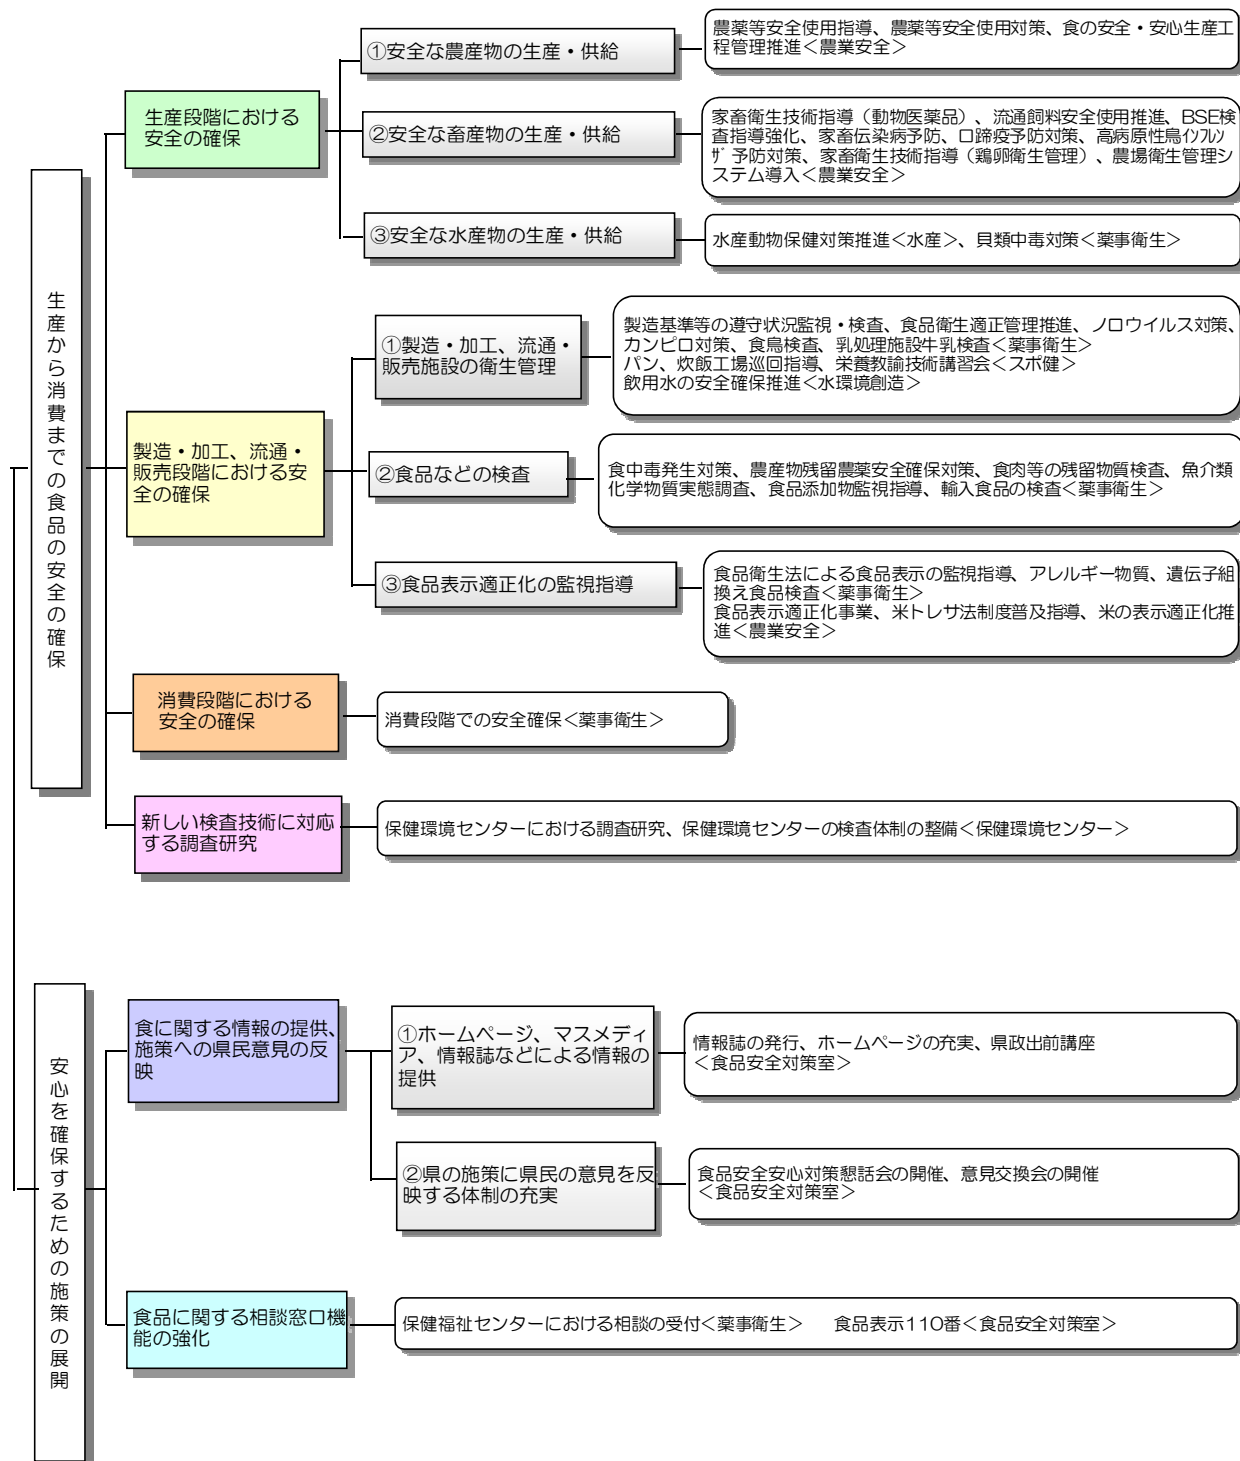 生産から消費までの食品の安全の確保
生産段階における
安全の確保
①安全な農産物の生産・供給
農薬等安全使用指導、農薬等安全使用対策、食の安全・安心生産工
程管理推進＜農業安全＞
②安全な畜産物の生産・供給
家畜衛生技術指導（動物医薬品）、流通飼料安全使用推進、BSE検
査指導強化、家畜伝染病予防、口蹄疫予防対策、高病原性鳥ｲﾝﾌﾙｴﾝ
ｻﾞ予防対策、家畜衛生技術指導（鶏卵衛生管理）、農場衛生管理シ
ステム導入＜農業安全＞
③安全な水産物の生産・供給
水産動物保健対策推進＜水産＞、貝類中毒対策＜薬事衛生＞
製造・加工、流通・
販売段階における安
全の確保
①製造・加工、流通・
販売施設の衛生管理
製造基準等の遵守状況監視・検査、食品衛生適正管理推進、ノロウイルス対策、
カンピロ対策、食鳥検査、乳処理施設牛乳検査＜薬事衛生＞
パン、炊飯工場巡回指導、栄養教諭技術講習会＜スポ健＞
飲用水の安全確保推進＜水環境創造＞
②食品などの検査
食中毒発生対策、農産物残留農薬安全確保対策、食肉等の残留物質検査、魚介類
化学物質実態調査、食品添加物監視指導、輸入食品の検査＜薬事衛生＞
③食品表示適正化の監視指導
食品衛生法による食品表示の監視指導、アレルギー物質、遺伝子組
換え食品検査＜薬事衛生＞
食品表示適正化事業、米トレサ法制度普及指導、米の表示適正化推
進＜農業安全＞
消費段階における
安全の確保
消費段階での安全確保＜薬事衛生＞
新しい検査技術に対応
する調査研究
保健環境センターにおける調査研究、保健環境センターの検査体制の整備＜保健環境センター＞
安心を確保するための施策の展開
食に関する情報の提供、
施策への県民意見の反
映
①ホームページ、マスメディ
ア、情報誌などによる情報の
提供
情報誌の発行、ホームページの充実、県政出前講座
＜食品安全対策室＞
②県の施策に県民の意見を反
映する体制の充実
食品安全安心対策懇話会の開催、意見交換会の開催
＜食品安全対策室＞
食品に関する相談窓口機
能の強化
保健福祉センターにおける相談の受付＜薬事衛生＞　食品表示110番＜食品安全対策室＞